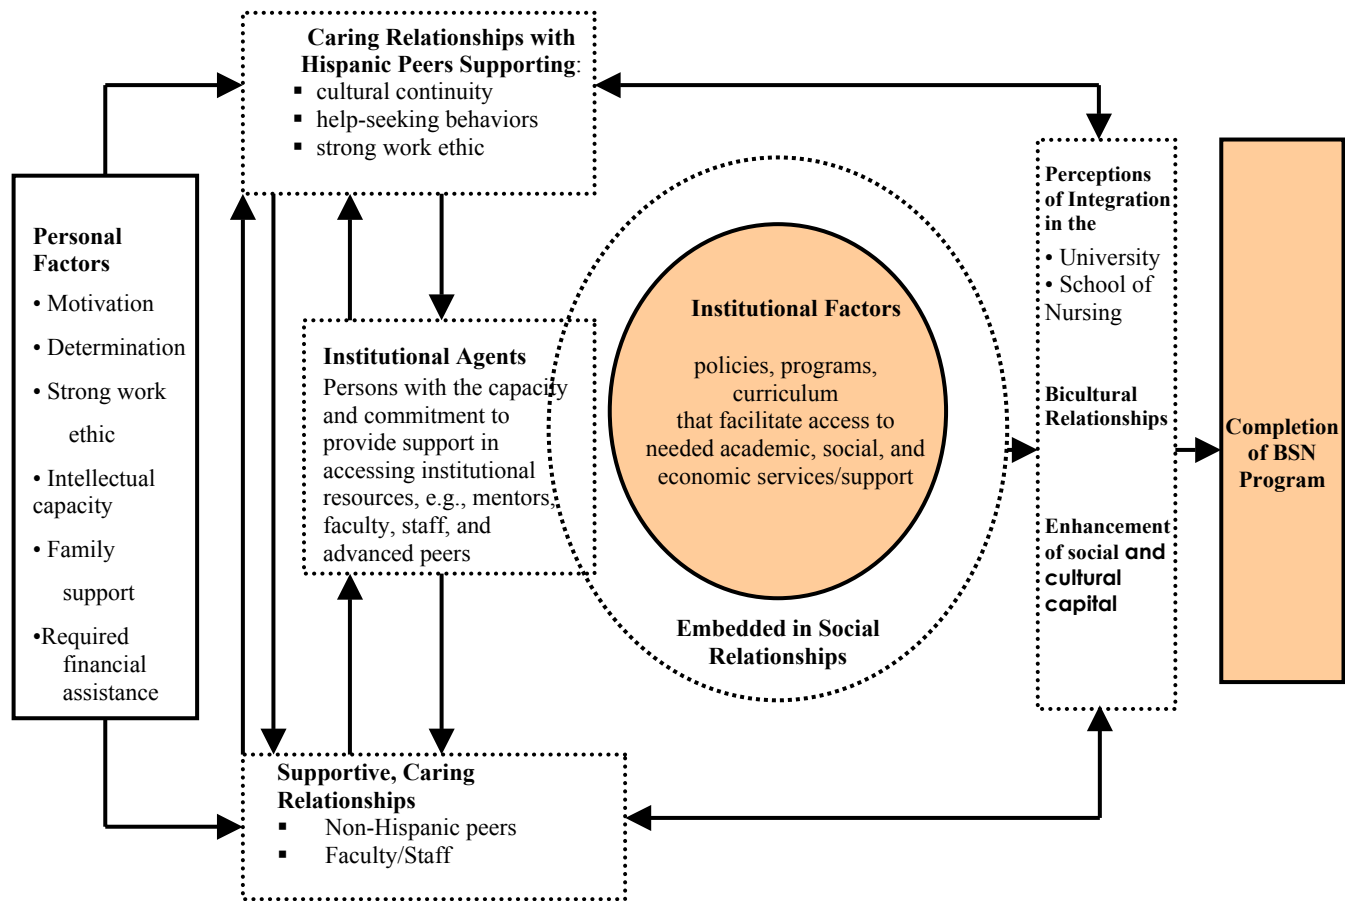 Caring Relationships with
Hispanic Peers Supporting:
▪ cultural continuity
▪ help-seeking behaviors
▪ strong work ethic
Personal
Factors
• Motivation
• Determination
• Strong work
ethic
• Intellectual
capacity
• Family
support
•Required
financial
assistance
Institutional Agents
Persons with the capacity
and commitment to
provide support in
accessing institutional
resources, e.g., mentors,
faculty, staff, and
advanced peers
Institutional Factors
policies, programs,
curriculum
that facilitate access to
needed academic, social, and
economic services/support
Embedded in Social
Relationships
Supportive, Caring
Relationships
▪ Non-Hispanic peers
▪ Faculty/Staff
Perceptions
of Integration
in the
• University
• School of
Nursing
Bicultural
Relationships
Enhancement
of social and
cultural
capital
Completion
of BSN
Program